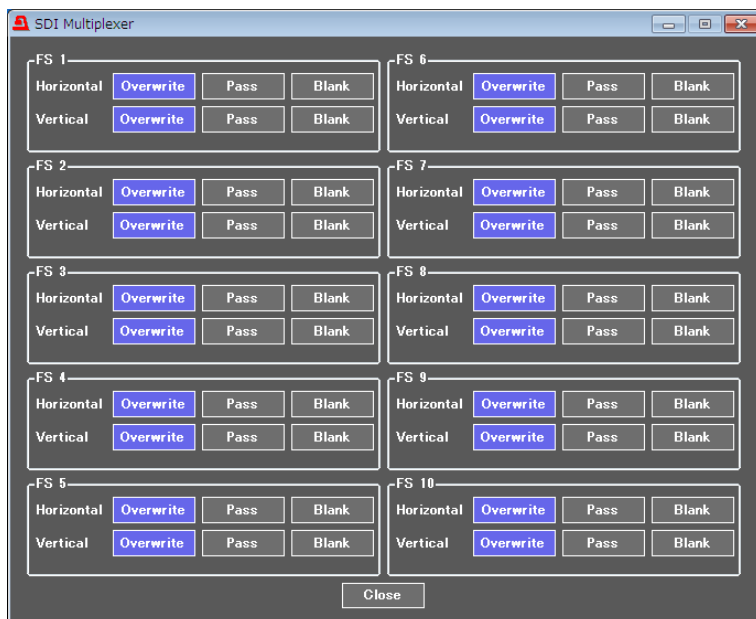 SDI Multiplexer
FS 1
Horizontal Overwrite Pass Blank
Vertical Overwrite Pass Blank
FS 2
Horizontal Overwrite Pass Blank
Vertical Overwrite Pass Blank
FS 3
Horizontal Overwrite Pass Blank
Vertical Overwrite Pass Blank
FS 4
Horizontal Overwrite Pass Blank
Vertical Overwrite Pass Blank
FS 5
Horizontal Overwrite Pass Blank
Vertical Overwrite Pass Blank
FS 6
Horizontal Overwrite Pass Blank
Vertical Overwrite Pass Blank
FS 7
Horizontal Overwrite Pass Blank
Vertical Overwrite Pass Blank
FS 8
Horizontal Overwrite Pass Blank
Vertical Overwrite Pass Blank
FS 9
Horizontal Overwrite Pass Blank
Vertical Overwrite Pass Blank
FS 10
Horizontal Overwrite Pass Blank
Vertical Overwrite Pass Blank
Close